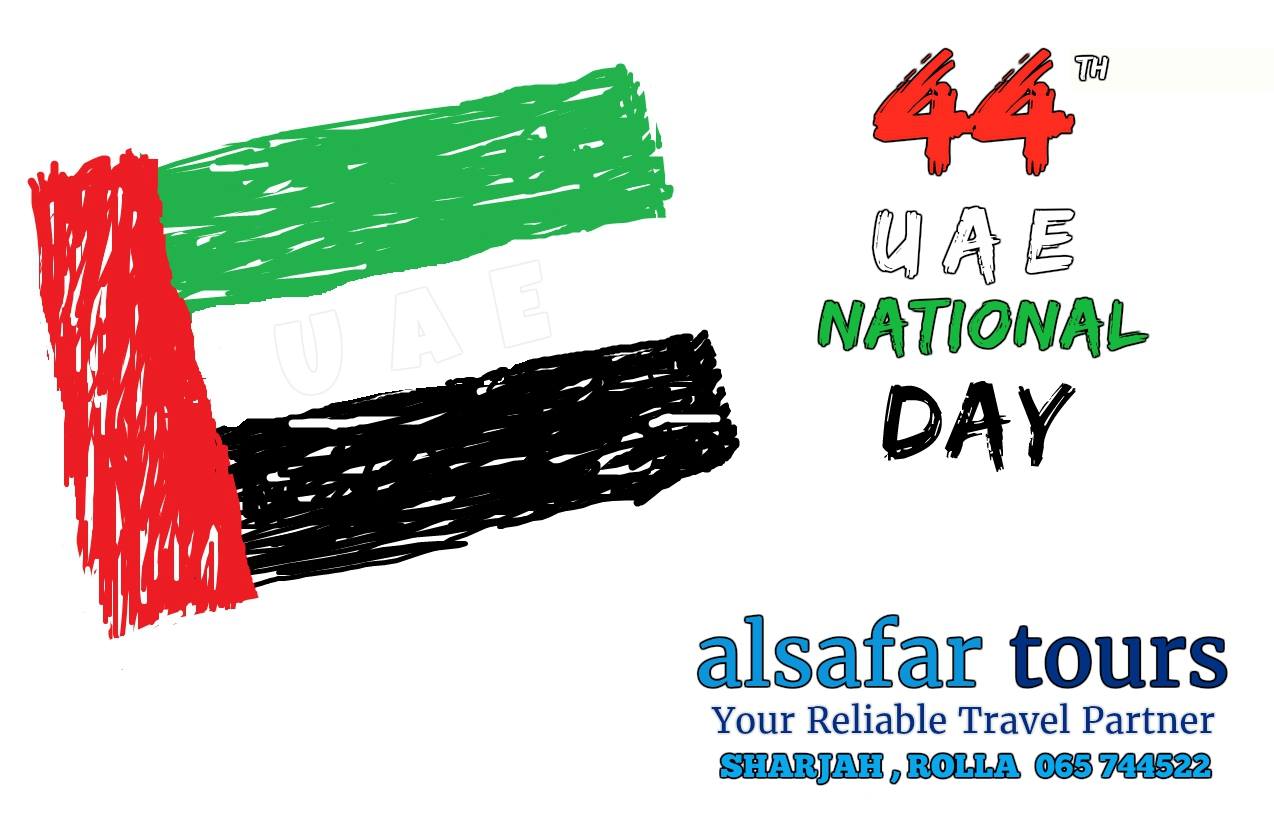 44TH
UAE
NATIONAL
DAY
UAE
alsafar tours
Your Reliable Travel Partner
SHARJAH , ROLLA 065 744522